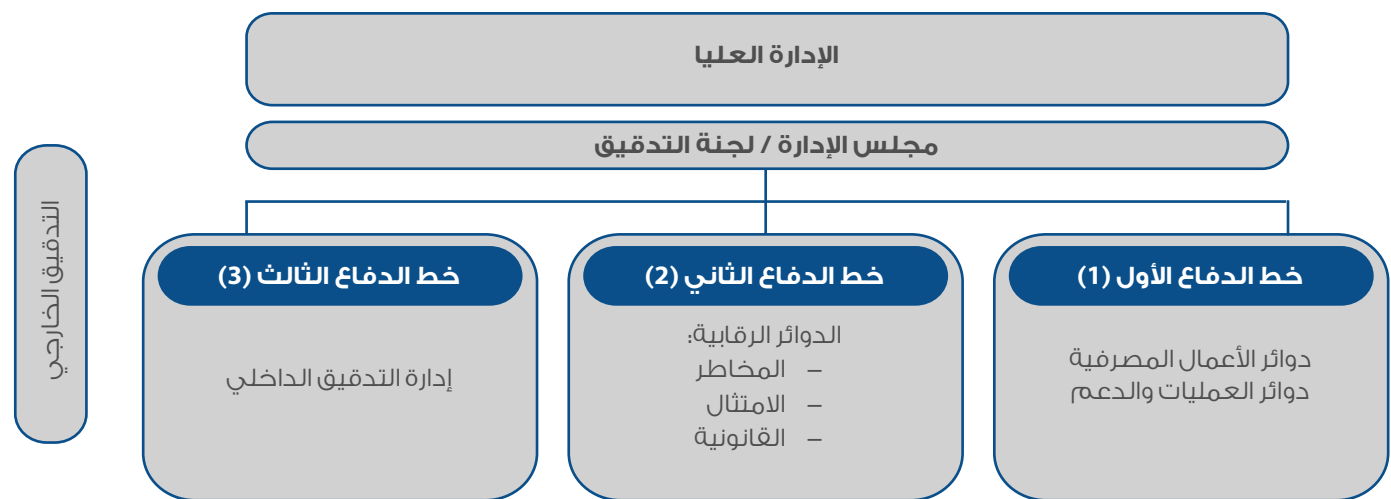 الإدارة العليا
مجلس الإدارة / لجنة التدقيق
خط الدفاع الأول (1)
دوائر الأعمال المصرفية
دوائر العمليات والدعم
خط الدفاع الثاني (2)
الدوائر الرقابية:
– المخاطر
– الامتثال
– القانونية
خط الدفاع الثالث (3)
إدارة التدقيق الداخلي
التدقيق الخارجي